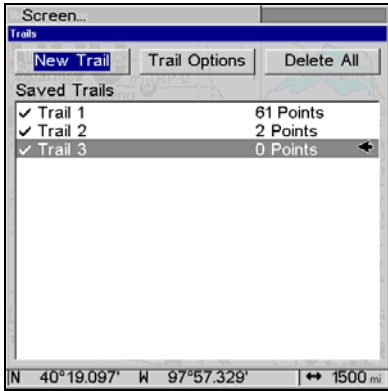 Screen...
Trails
New Trail Trail Options Delete All
Saved Trails
✓ Trail 1 61 Points
✓ Trail 2 2 Points
✓ Trail 3 0 Points
N 40°19.097' W 97°57.329' ↔ 1500 mi